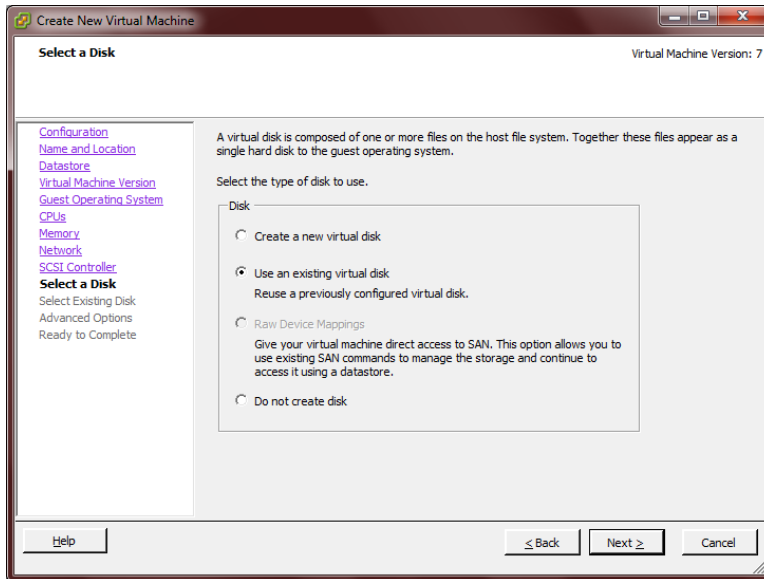 Create New Virtual Machine
Select a Disk
Virtual Machine Version: 7
Configuration
Name and Location
Datastore
Virtual Machine Version
Guest Operating System
CPUs
Memory
Network
SCSI Controller
Select a Disk
Select Existing Disk
Advanced Options
Ready to Complete
A virtual disk is composed of one or more files on the host file system. Together these files appear as a
single hard disk to the guest operating system.
Select the type of disk to use.
Disk
Create a new virtual disk
Use an existing virtual disk
Reuse a previously configured virtual disk.
Raw Device Mappings
Give your virtual machine direct access to SAN. This option allows you to
use existing SAN commands to manage the storage and continue to
access it using a datastore.
Do not create disk
Help
< Back
Next >
Cancel